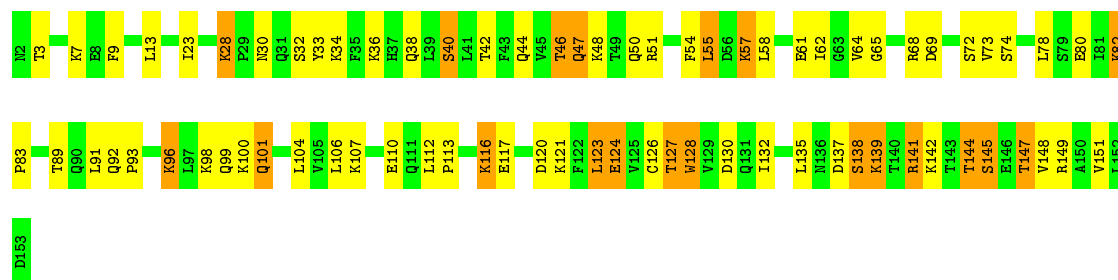 N2 T3 K7 E8 F9 L13 I23 K28 P29 N30 Q31 S32 Y33 K34 F35 K36 H37 Q38 L39 S40 L41 T42 F43 Q44 V45 T46 Q47 K48 T49 Q50 R51 F54 L55 D56 K57 L58 E61 I62 G63 V64 G65 R68 D69 S72 V73 S74 L78 S79 E80 I81 K82
P83 T89 Q90 L91 Q92 P93 K96 L97 K98 Q99 K100 Q101 L104 V105 L106 K107 E110 Q111 L112 P113 K116 E117 D120 K121 F122 L123 E124 V125 C126 T127 W128 V129 D130 Q131 I132 L135 N136 D137 S138 K139 T140 R141 K142 T143 T144 S145 E146 T147 V148 R149 A150 V151 L152
D153